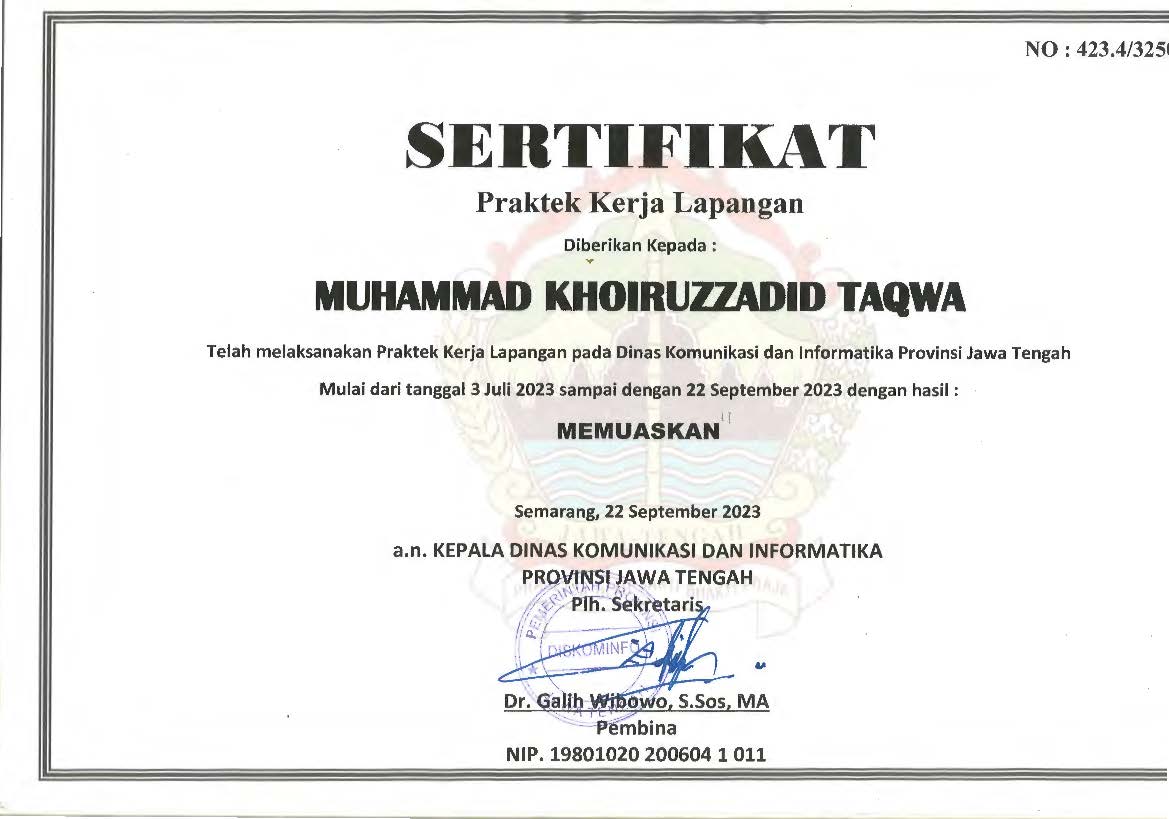 NO : 423.4/3250
SERTIFIKAT
Praktek Kerja Lapangan
Diberikan Kepada :
MUHAMMAD KHOIRUZZADID TAQWA
Telah melaksanakan Praktek Kerja Lapangan pada Dinas Komunikasi dan Informatika Provinsi Jawa Tengah
Mulai dari tanggal 3 Juli 2023 sampai dengan 22 September 2023 dengan hasil :
MEMUASKAN
Semarang, 22 September 2023
JAWA TENGAH
a.n. KEPALA DINAS KOMUNIKASI DAN INFORMATIKA
PROVINSI JAWA TENGAH
Plh. Sekretaris
PEMERINTAH PROVINSI
DISKOMINFO
Dr. Galih Wibowo, S.Sos, MA
Pembina
NIP. 19801020 200604 1 011